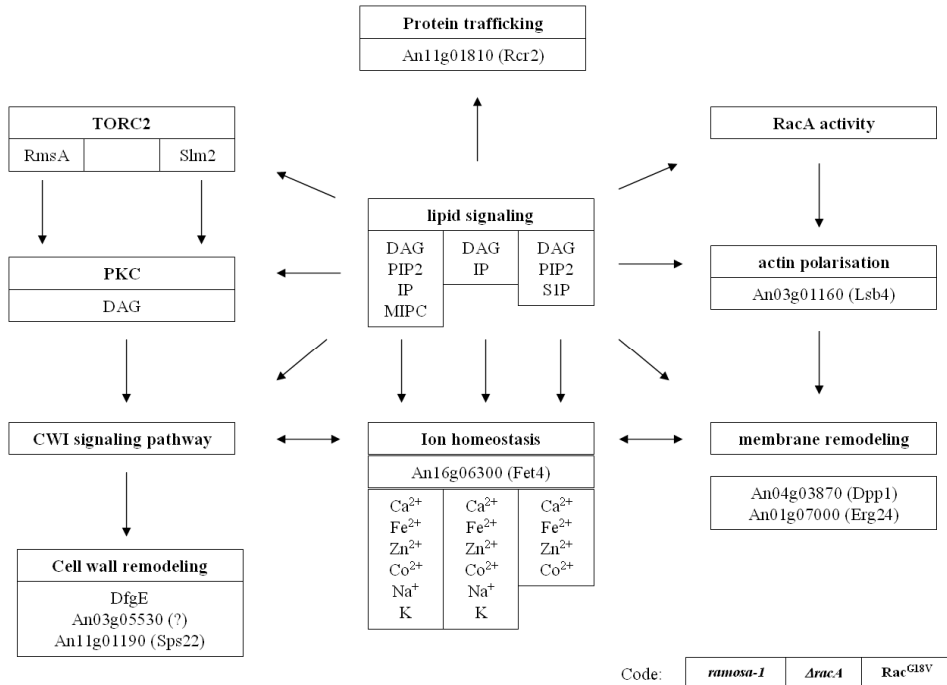 Protein trafficking
An11g01810 (Rcr2)
TORC2
RmsA Slm2
RacA activity
lipid signaling
DAG DAG DAG
PIP2 IP PIP2
IP S1P
MIPC
PKC
DAG
actin polarisation
An03g01160 (Lsb4)
CWI signaling pathway
Ion homeostasis
An16g06300 (Fet4)
Ca²⁺ Ca²⁺ Ca²⁺
Fe²⁺ Fe²⁺ Fe²⁺
Zn²⁺ Zn²⁺ Zn²⁺
Co²⁺ Co²⁺ Co²⁺
Na⁺ Na⁺
K K
membrane remodeling
An04g03870 (Dpp1)
An01g07000 (Erg24)
Cell wall remodeling
DfgE
An03g05530 (?)
An11g01190 (Sps22)
Code: ramosa-1 ΔracA Rac^G18V